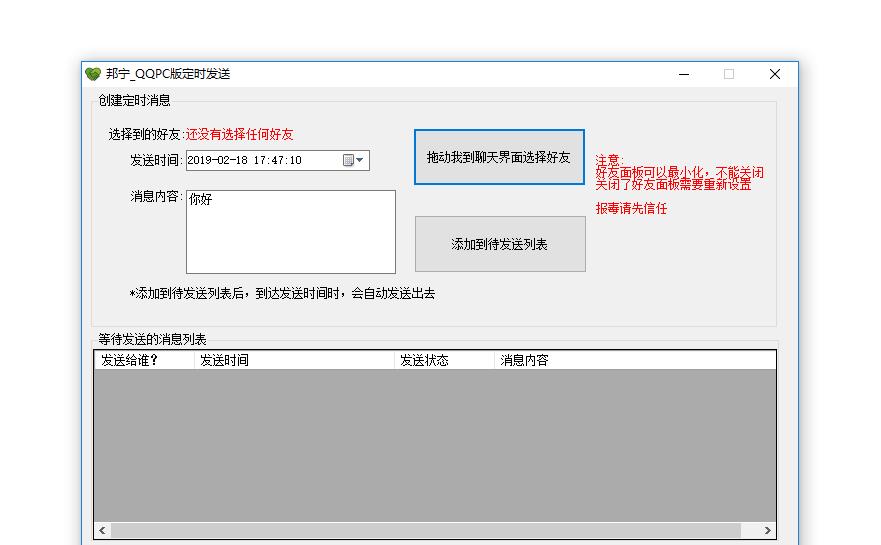 邦宁_QQPC版定时发送
创建定时消息
选择到的好友:还没有选择任何好友
发送时间: 2019-02-18 17:47:10
消息内容: 你好
拖动我到聊天界面选择好友
添加到待发送列表
注意:
好友面板可以最小化，不能关闭
关闭了好友面板需要重新设置
报毒请先信任
*添加到待发送列表后，到达发送时间时，会自动发送出去
等待发送的消息列表
发送给谁? 发送时间 发送状态 消息内容